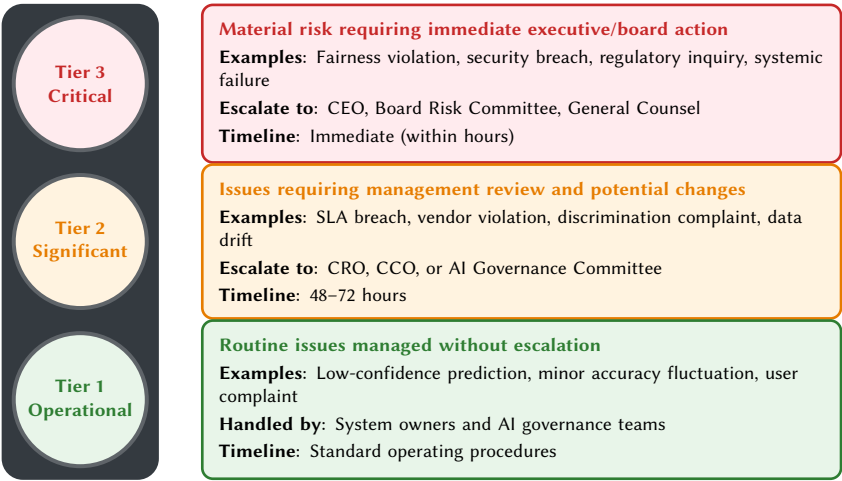 Tier 3
Critical
Material risk requiring immediate executive/board action
Examples: Fairness violation, security breach, regulatory inquiry, systemic
failure
Escalate to: CEO, Board Risk Committee, General Counsel
Timeline: Immediate (within hours)
Tier 2
Significant
Issues requiring management review and potential changes
Examples: SLA breach, vendor violation, discrimination complaint, data
drift
Escalate to: CRO, CCO, or AI Governance Committee
Timeline: 48–72 hours
Tier 1
Operational
Routine issues managed without escalation
Examples: Low-confidence prediction, minor accuracy fluctuation, user
complaint
Handled by: System owners and AI governance teams
Timeline: Standard operating procedures